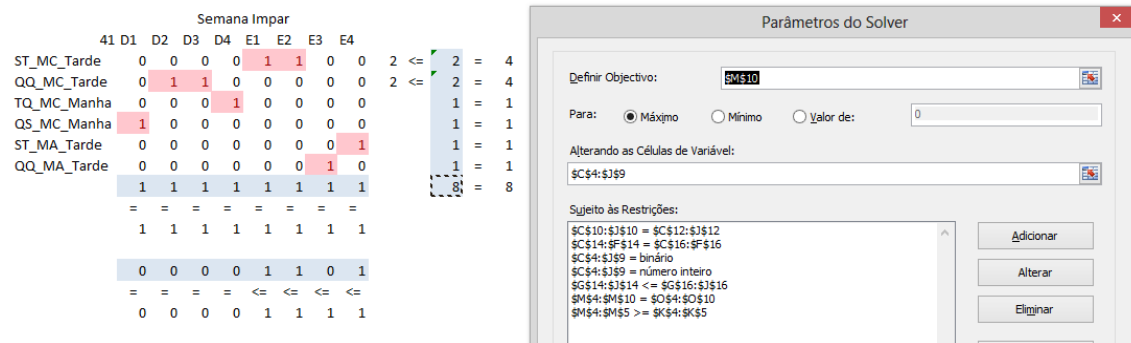 Semana Impar
41 D1 D2 D3 D4 E1 E2 E3 E4
ST_MC_Tarde 0 0 0 0 1 1 0 0 2 <= 2 = 4
QQ_MC_Tarde 0 1 1 0 0 0 0 0 2 <= 2 = 4
TQ_MC_Manha 0 0 0 1 0 0 0 0 1 = 1
QS_MC_Manha 1 0 0 0 0 0 0 0 1 = 1
ST_MA_Tarde 0 0 0 0 0 0 0 1 1 = 1
QQ_MA_Tarde 0 0 0 0 0 0 1 0 1 = 1
1 1 1 1 1 1 1 1 8 = 8
= = = = = = = =
1 1 1 1 1 1 1 1
0 0 0 0 1 1 0 1
= = = = <= <= <= <=
0 0 0 0 1 1 1 1
Parâmetros do Solver
Definir Objectivo: $M$10
Para: Máximo Mínimo Valor de: 0
Alterando as Células de Variável:
$C$4:$J$9
Sujeito às Restrições:
$C$10:$J$10 = $C$12:$J$12
$C$14:$F$14 = $C$16:$F$16
$C$4:$J$9 = binário
$C$4:$J$9 = número inteiro
$G$14:$J$14 <= $G$16:$J$16
$M$4:$M$10 = $O$4:$O$10
$M$4:$M$5 >= $K$4:$K$5
Adicionar
Alterar
Eliminar